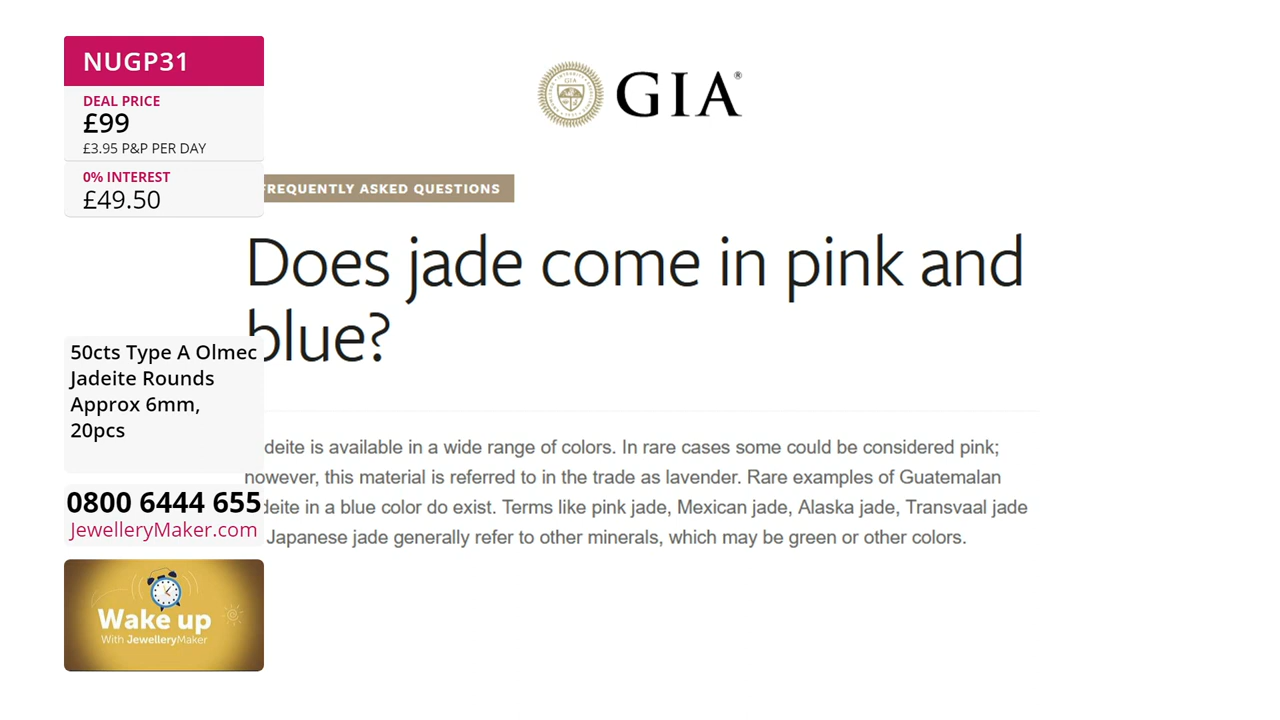 NUGP31
DEAL PRICE
£99
£3.95 P&P PER DAY
0% INTEREST
£49.50
50cts Type A Olmec
Jadeite Rounds
Approx 6mm,
20pcs
0800 6444 655
JewelleryMaker.com
Wake up
With JewelleryMaker
GIA®
FREQUENTLY ASKED QUESTIONS
Does jade come in pink and
blue?
deite is available in a wide range of colors. In rare cases some could be considered pink;
however, this material is referred to in the trade as lavender. Rare examples of Guatemalan
deite in a blue color do exist. Terms like pink jade, Mexican jade, Alaska jade, Transvaal jade
Japanese jade generally refer to other minerals, which may be green or other colors.